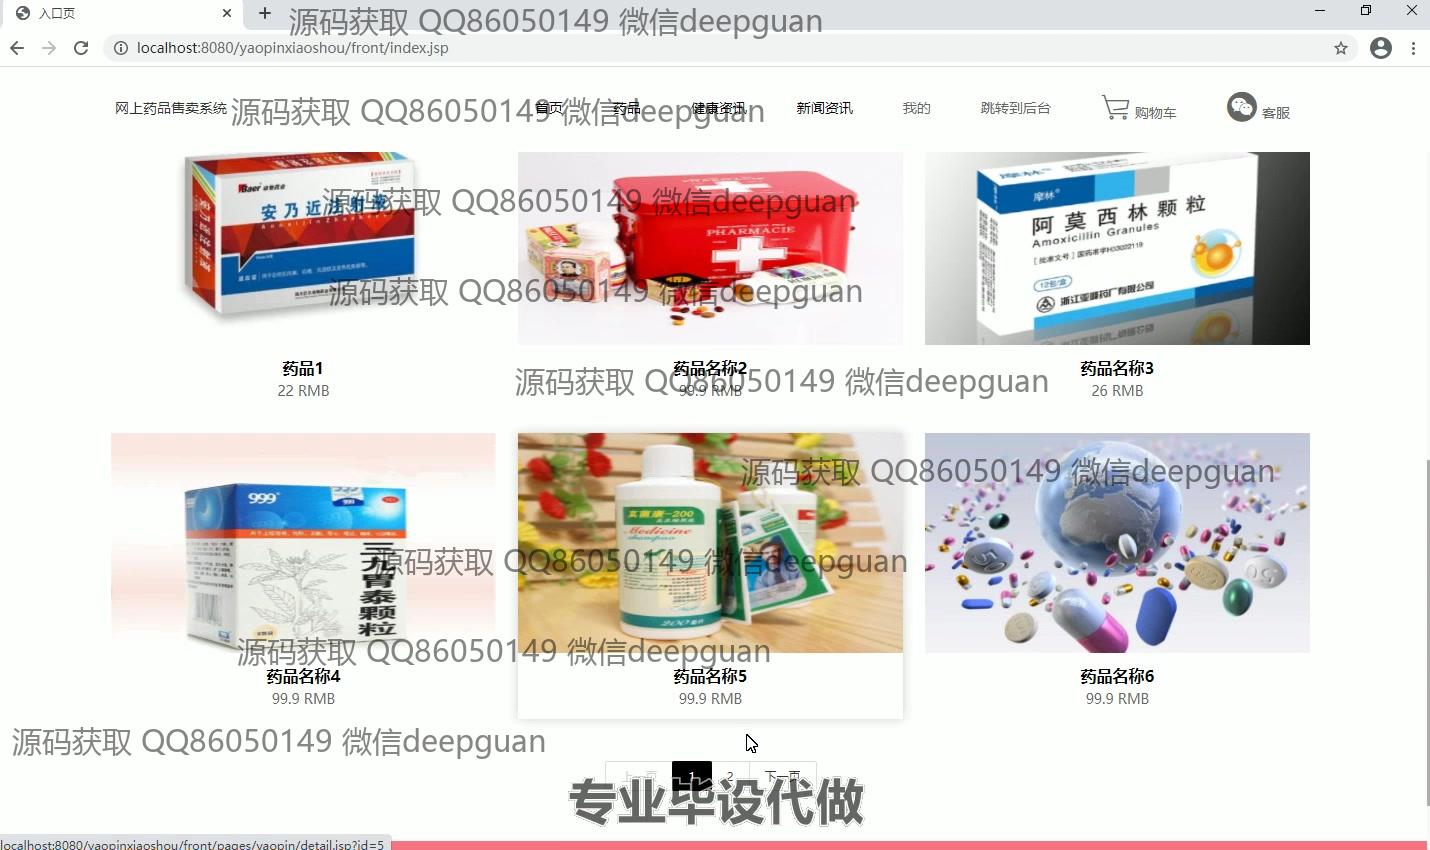 入口页
源码获取 QQ86050149 微信deepguan
localhost:8080/yaopinxiaoshou/front/index.jsp
网上药品售卖系统
源码获取 QQ86050149 微信deepguan
首页
药品
健康资讯
新闻资讯
我的
跳转到后台
购物车
客服
Baer
安乃近注射液
源码获取 QQ86050149 微信deepguan
PHARMACIE
摩林
阿莫西林颗粒
Amoxicillin Granules
12包/盒
源码获取 QQ86050149 微信deepguan
药品1
22 RMB
药品名称2
99.9 RMB
药品名称3
26 RMB
源码获取 QQ86050149 微信deepguan
999
999
三九胃泰颗粒
-200
Medicine
shampoo
源码获取 QQ86050149 微信deepguan
源码获取 QQ86050149 微信deepguan
源码获取 QQ86050149 微信deepguan
药品名称4
99.9 RMB
药品名称5
99.9 RMB
药品名称6
99.9 RMB
源码获取 QQ86050149 微信deepguan
上一页
1
2
下一页
专业毕设代做
localhost:8080/yaopinxiaoshou/front/pages/yaopin/detail.jsp?id=5